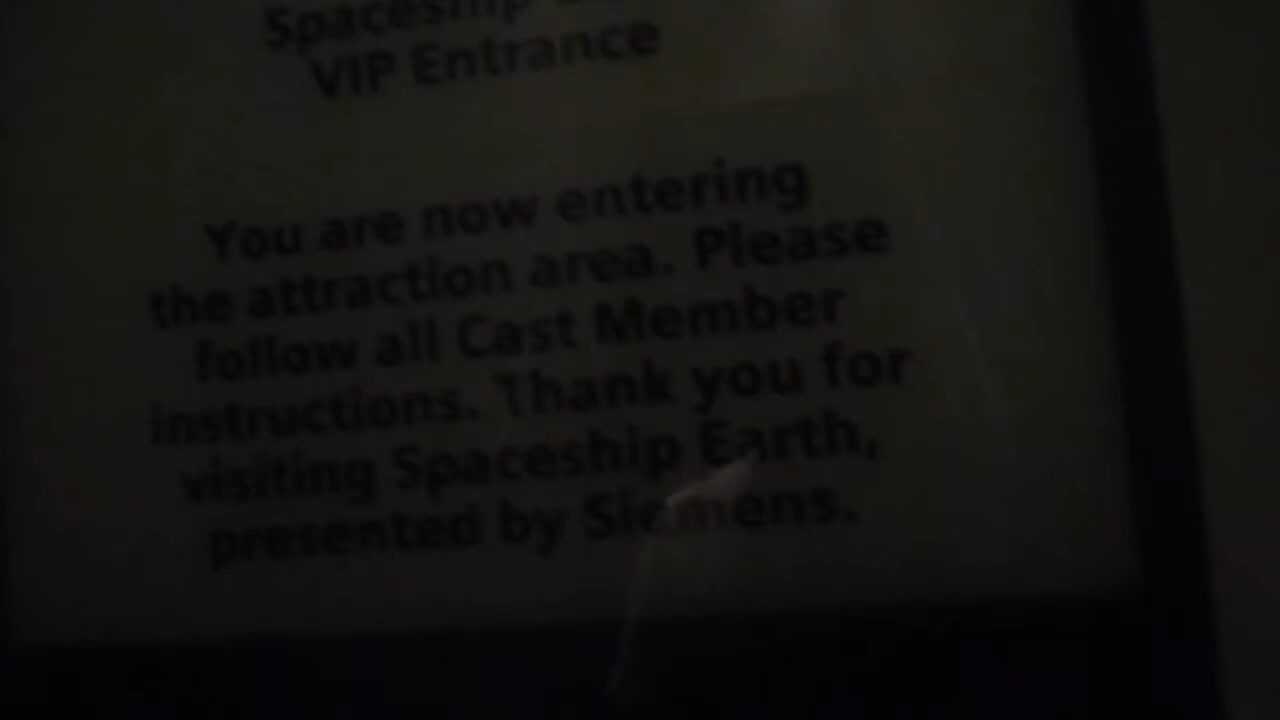 Spaceship
VIP Entrance
You are now entering
the attraction area. Please
follow all Cast Member
instructions. Thank you for
visiting Spaceship Earth,
presented by Siemens.